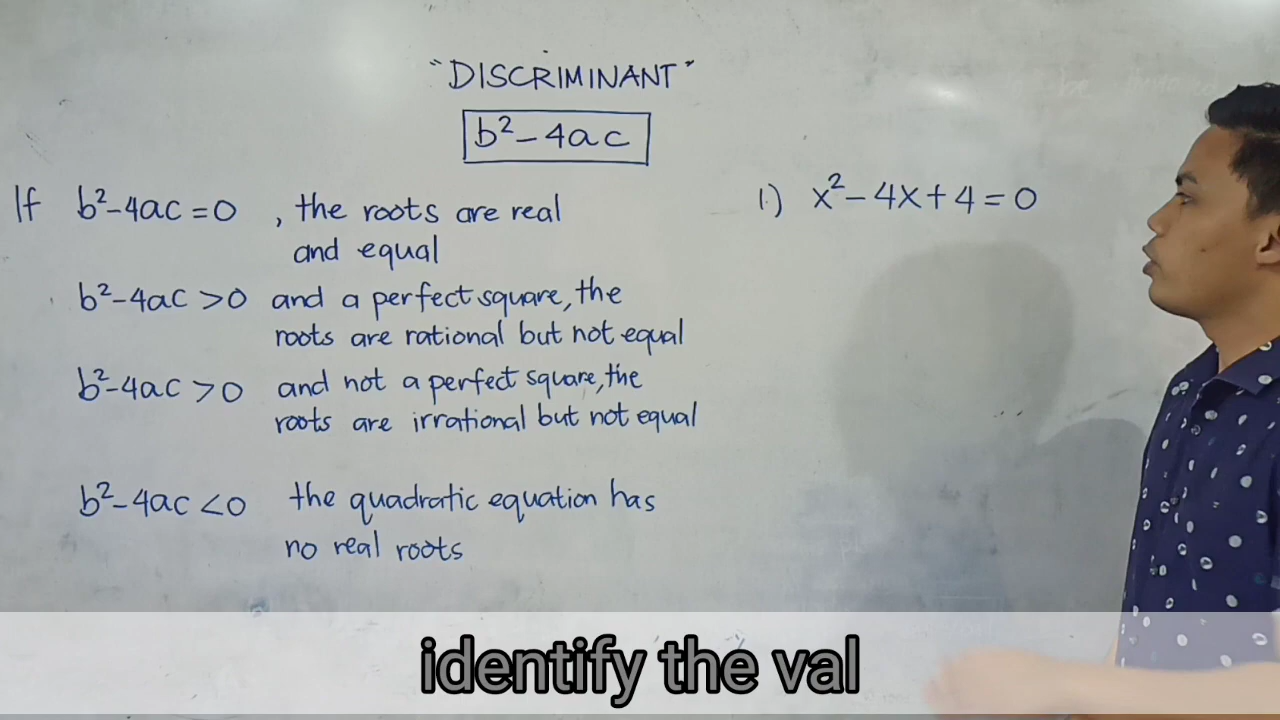 "DISCRIMINANT"
b²-4ac
If b²-4ac=0 , the roots are real
and equal
b²-4ac >0 and a perfect square, the
roots are rational but not equal
b²-4ac >0 and not a perfect square, the
roots are irrational but not equal
b²-4ac <0 the quadratic equation has
no real roots
1.) x²-4x+4=0
identify the val